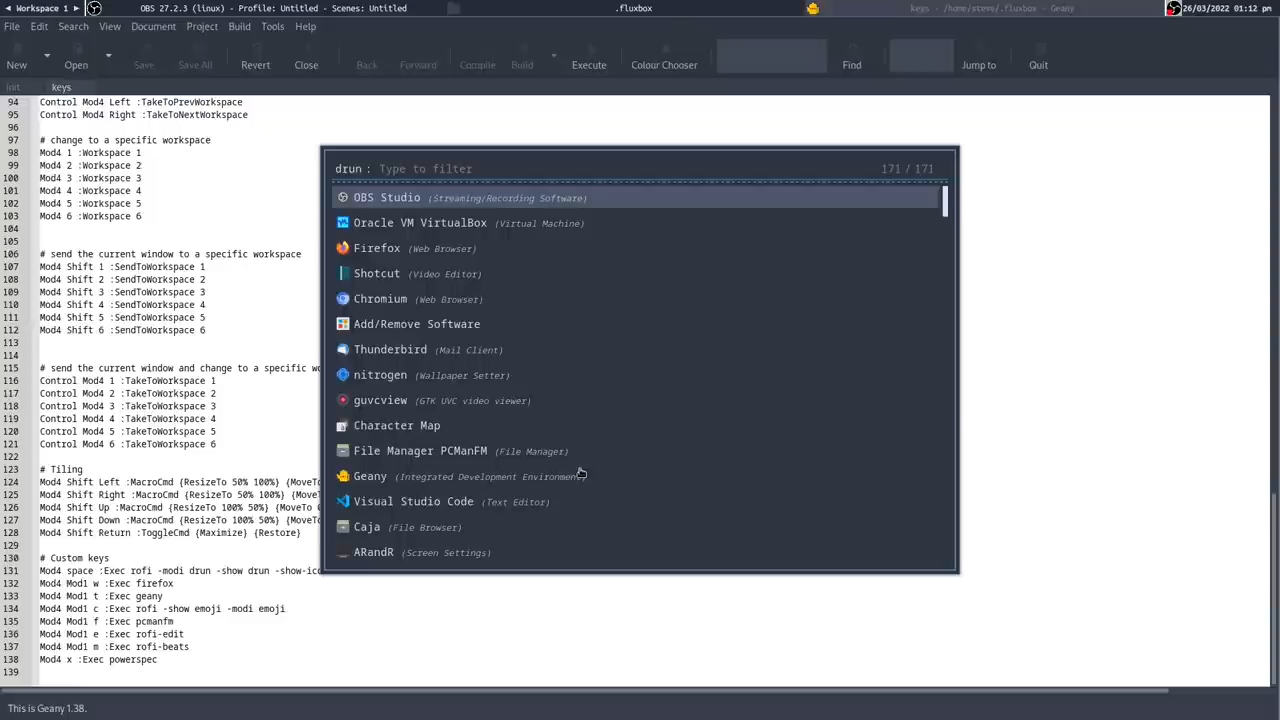 Workspace 1
OBS 27.2.3 (linux) - Profile: Untitled - Scenes: Untitled
.fluxbox
keys - /home/steve/.fluxbox - Geany
26/03/2022 01:12 pm
File Edit Search View Document Project Build Tools Help
New Open Save Save All Revert Close Back Forward Compile Build Execute Colour Chooser Find Jump to Quit
init keys
94 Control Mod4 Left :TakeToPrevWorkspace
95 Control Mod4 Right :TakeToNextWorkspace
96
97 # change to a specific workspace
98 Mod4 1 :Workspace 1
99 Mod4 2 :Workspace 2
100 Mod4 3 :Workspace 3
101 Mod4 4 :Workspace 4
102 Mod4 5 :Workspace 5
103 Mod4 6 :Workspace 6
104
105
106 # send the current window to a specific workspace
107 Mod4 Shift 1 :SendToWorkspace 1
108 Mod4 Shift 2 :SendToWorkspace 2
109 Mod4 Shift 3 :SendToWorkspace 3
110 Mod4 Shift 4 :SendToWorkspace 4
111 Mod4 Shift 5 :SendToWorkspace 5
112 Mod4 Shift 6 :SendToWorkspace 6
113
114
115 # send the current window and change to a specific wo
116 Control Mod4 1 :TakeToWorkspace 1
117 Control Mod4 2 :TakeToWorkspace 2
118 Control Mod4 3 :TakeToWorkspace 3
119 Control Mod4 4 :TakeToWorkspace 4
120 Control Mod4 5 :TakeToWorkspace 5
121 Control Mod4 6 :TakeToWorkspace 6
122
123 # Tiling
124 Mod4 Shift Left :MacroCmd {ResizeTo 50% 100%} {MoveTo
125 Mod4 Shift Right :MacroCmd {ResizeTo 50% 100%} {MoveT
126 Mod4 Shift Up :MacroCmd {ResizeTo 100% 50%} {MoveTo
127 Mod4 Shift Down :MacroCmd {ResizeTo 100% 50%} {MoveTo
128 Mod4 Shift Return :ToggleCmd {Maximize} {Restore}
129
130 # Custom keys
131 Mod4 space :Exec rofi -modi drun -show drun -show-ico
132 Mod4 Mod1 w :Exec firefox
133 Mod4 Mod1 t :Exec geany
134 Mod4 Mod1 c :Exec rofi -show emoji -modi emoji
135 Mod4 Mod1 f :Exec pcmanfm
136 Mod4 Mod1 e :Exec rofi-edit
137 Mod4 Mod1 m :Exec rofi-beats
138 Mod4 x :Exec powerspec
139
drun : Type to filter 171 / 171
OBS Studio (Streaming/Recording Software)
Oracle VM VirtualBox (Virtual Machine)
Firefox (Web Browser)
Shotcut (Video Editor)
Chromium (Web Browser)
Add/Remove Software
Thunderbird (Mail Client)
nitrogen (Wallpaper Setter)
guvcview (GTK UVC video viewer)
Character Map
File Manager PCManFM (File Manager)
Geany (Integrated Development Environment)
Visual Studio Code (Text Editor)
Caja (File Browser)
ARandR (Screen Settings)
This is Geany 1.38.